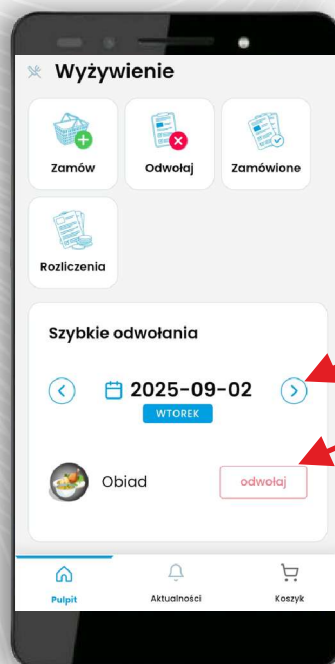 Wyżywienie
Zamów
Odwołaj
Zamówione
Rozliczenia
Szybkie odwołania
2025-09-02
WTOREK
Obiad
odwołaj
Pulpit
Aktualności
Koszyk